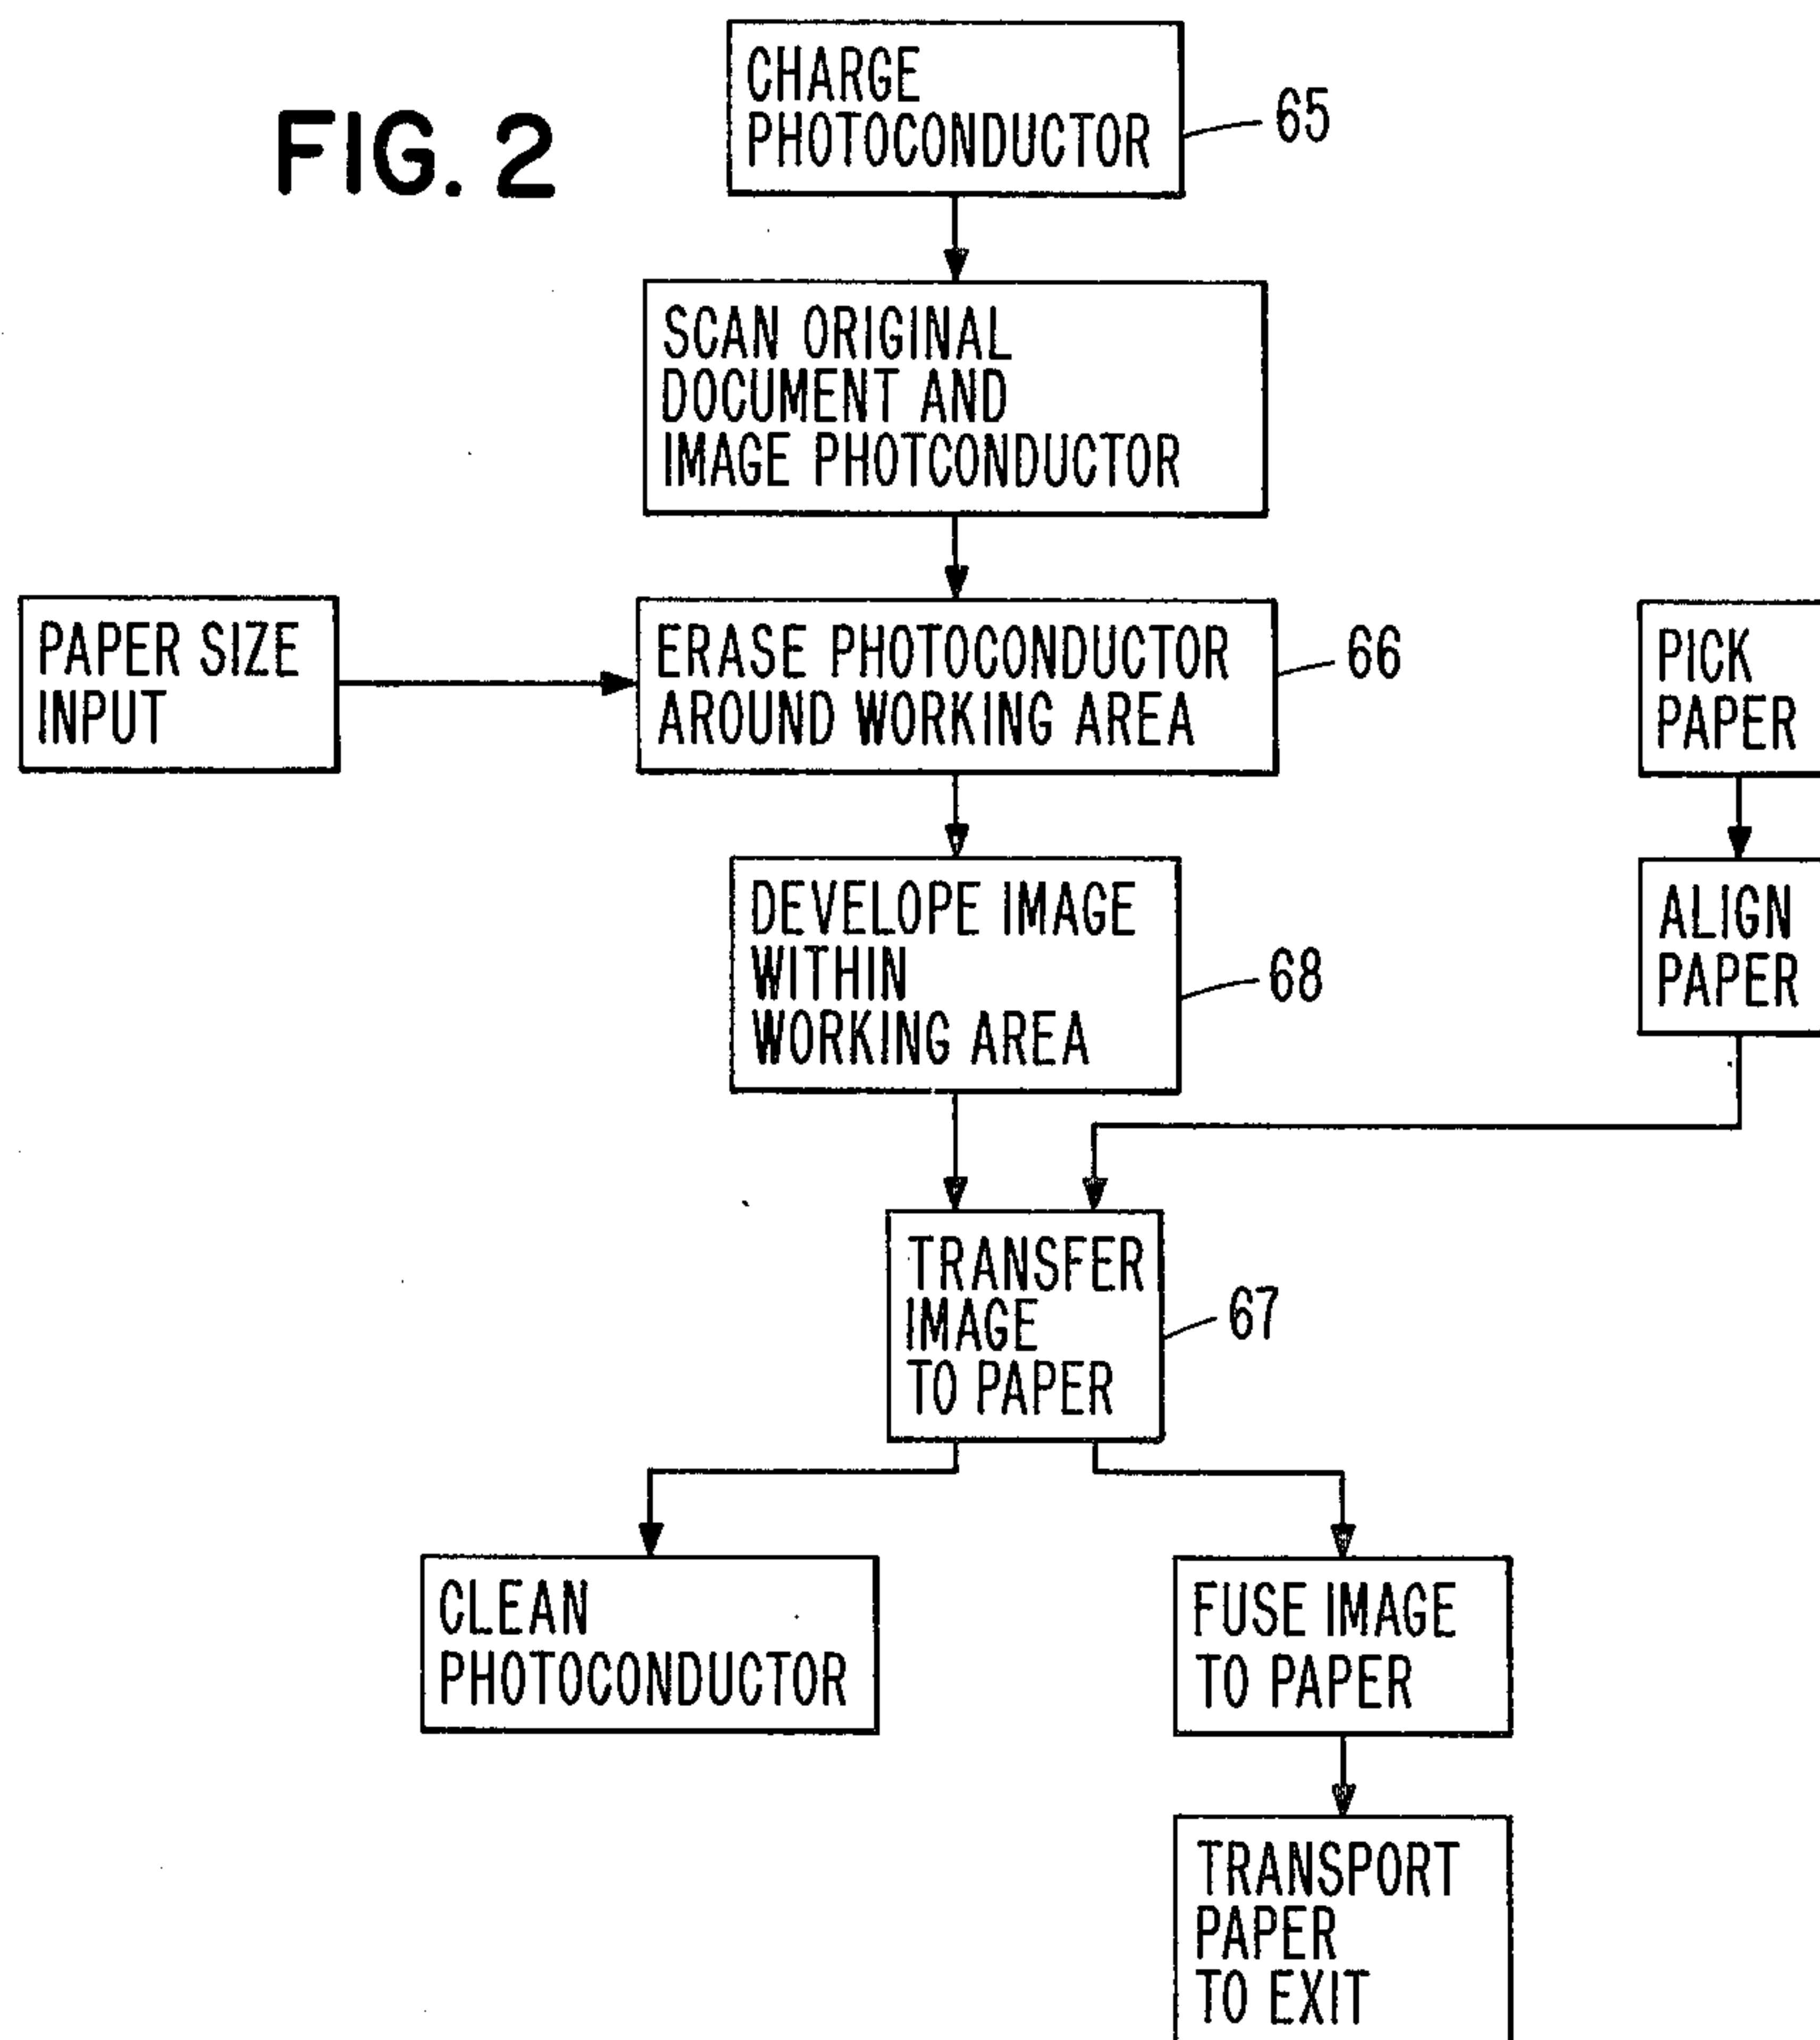 FIG. 2
CHARGE
PHOTOCONDUCTOR
65
SCAN ORIGINAL
DOCUMENT AND
IMAGE PHOTCONDUCTOR
PAPER SIZE
INPUT
ERASE PHOTOCONDUCTOR
AROUND WORKING AREA
66
PICK
PAPER
DEVELOPE IMAGE
WITHIN
WORKING AREA
68
ALIGN
PAPER
TRANSFER
IMAGE
TO PAPER
67
CLEAN
PHOTOCONDUCTOR
FUSE IMAGE
TO PAPER
TRANSPORT
PAPER
TO EXIT